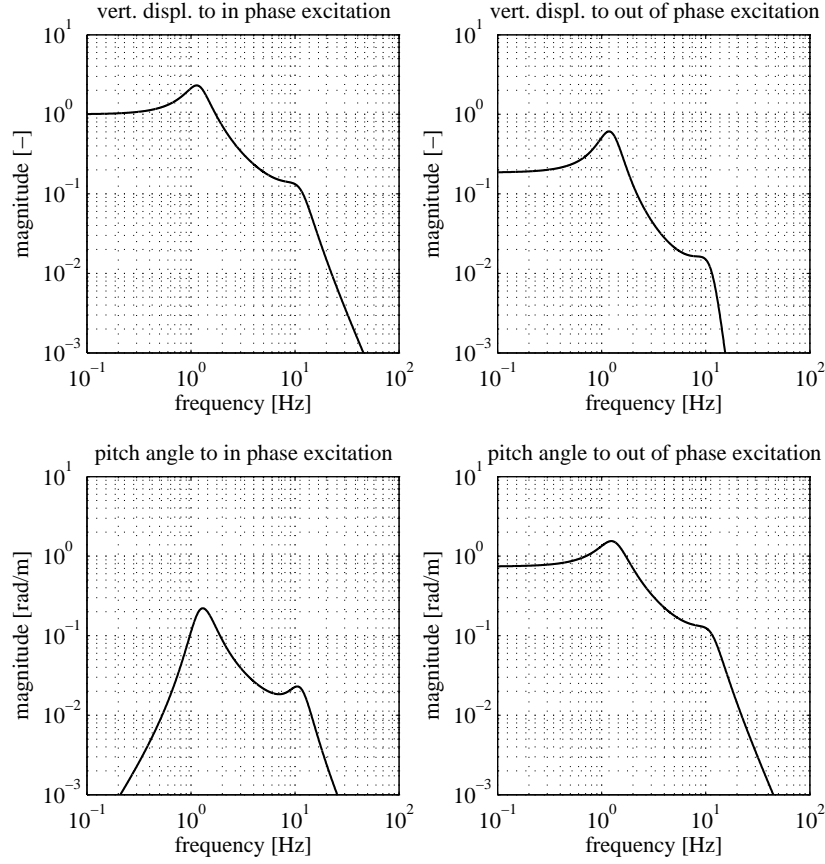 vert. displ. to in phase excitation
magnitude [−]
10^1
10^0
10^−1
10^−2
10^−3
10^−1 10^0 10^1 10^2
frequency [Hz]
vert. displ. to out of phase excitation
magnitude [−]
10^1
10^0
10^−1
10^−2
10^−3
10^−1 10^0 10^1 10^2
frequency [Hz]
pitch angle to in phase excitation
magnitude [rad/m]
10^1
10^0
10^−1
10^−2
10^−3
10^−1 10^0 10^1 10^2
frequency [Hz]
pitch angle to out of phase excitation
magnitude [rad/m]
10^1
10^0
10^−1
10^−2
10^−3
10^−1 10^0 10^1 10^2
frequency [Hz]